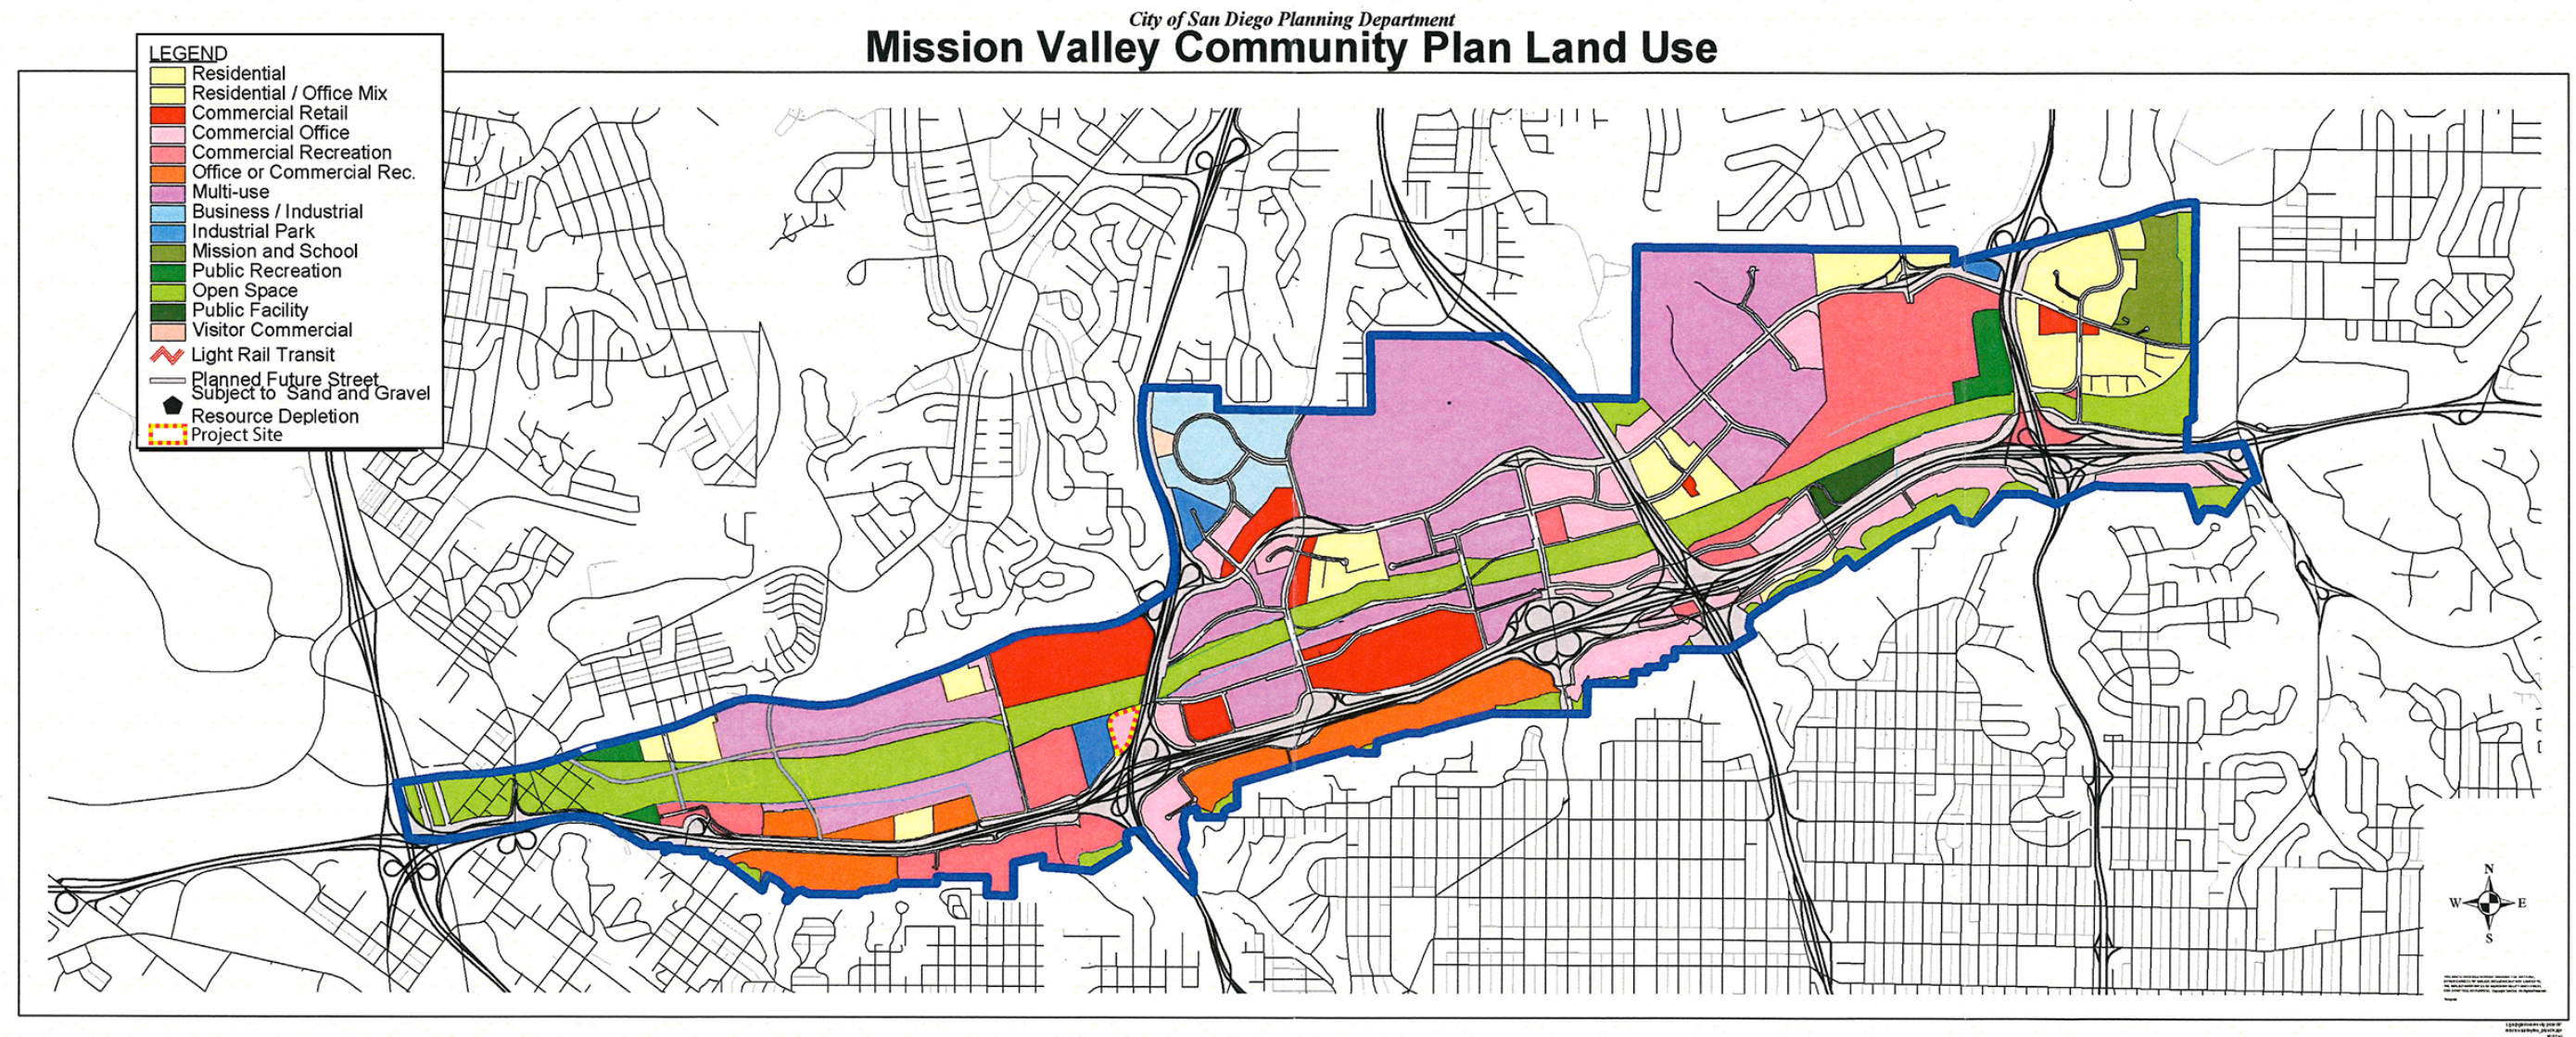 City of San Diego Planning Department
Mission Valley Community Plan Land Use
LEGEND
Residential
Residential / Office Mix
Commercial Retail
Commercial Office
Commercial Recreation
Office or Commercial Rec.
Multi-use
Business / Industrial
Industrial Park
Mission and School
Public Recreation
Open Space
Public Facility
Visitor Commercial
Light Rail Transit
Planned Future Street
Subject to Sand and Gravel
Resource Depletion
Project Site
N
W E
S